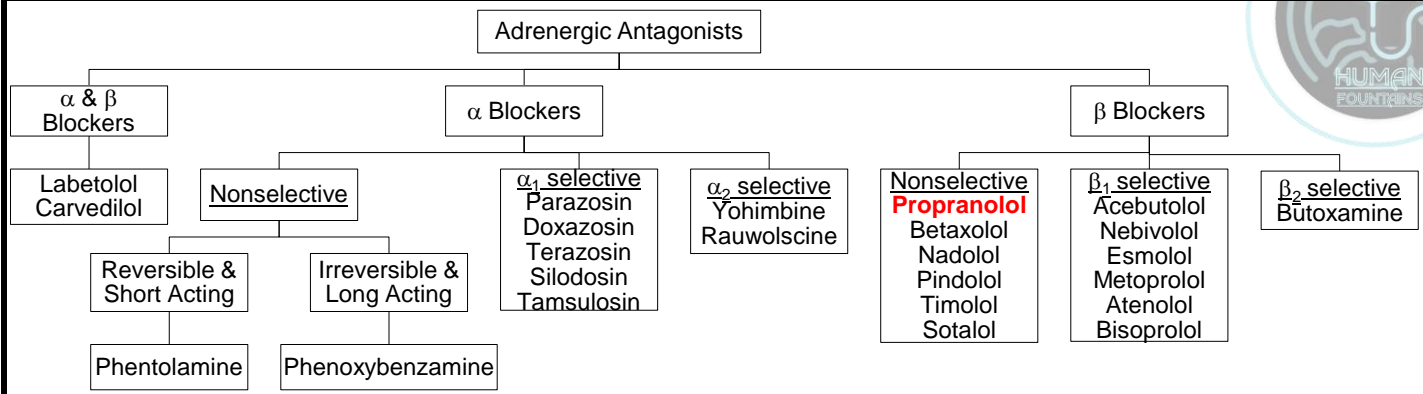 Adrenergic Antagonists
α & β
Blockers
α Blockers
β Blockers
Labetolol
Carvedilol
Nonselective
α1 selective
Parazosin
Doxazosin
Terazosin
Silodosin
Tamsulosin
α2 selective
Yohimbine
Rauwolscine
Nonselective
Propranolol
Betaxolol
Nadolol
Pindolol
Timolol
Sotalol
β1 selective
Acebutolol
Nebivolol
Esmolol
Metoprolol
Atenolol
Bisoprolol
β2 selective
Butoxamine
Reversible &
Short Acting
Irreversible &
Long Acting
Phentolamine
Phenoxybenzamine
HUMAN
FOUNTAINS